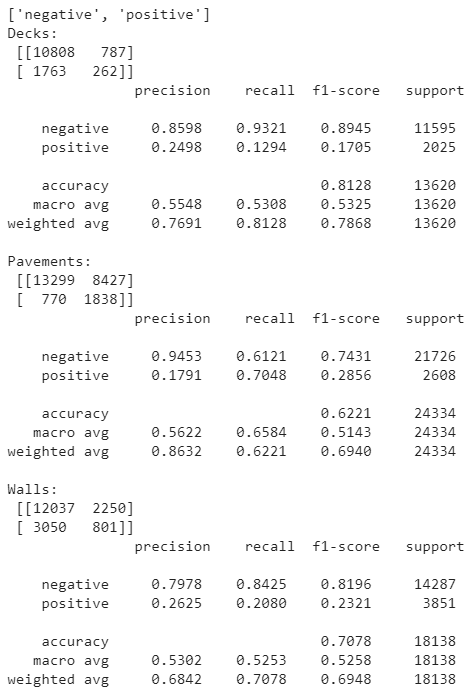 ['negative', 'positive']
Decks:
[[10808 787]
[ 1763 262]]
precision recall f1-score support
negative 0.8598 0.9321 0.8945 11595
positive 0.2498 0.1294 0.1705 2025
accuracy 0.8128 13620
macro avg 0.5548 0.5308 0.5325 13620
weighted avg 0.7691 0.8128 0.7868 13620
Pavements:
[[13299 8427]
[ 770 1838]]
precision recall f1-score support
negative 0.9453 0.6121 0.7431 21726
positive 0.1791 0.7048 0.2856 2608
accuracy 0.6221 24334
macro avg 0.5622 0.6584 0.5143 24334
weighted avg 0.8632 0.6221 0.6940 24334
Walls:
[[12037 2250]
[ 3050 801]]
precision recall f1-score support
negative 0.7978 0.8425 0.8196 14287
positive 0.2625 0.2080 0.2321 3851
accuracy 0.7078 18138
macro avg 0.5302 0.5253 0.5258 18138
weighted avg 0.6842 0.7078 0.6948 18138